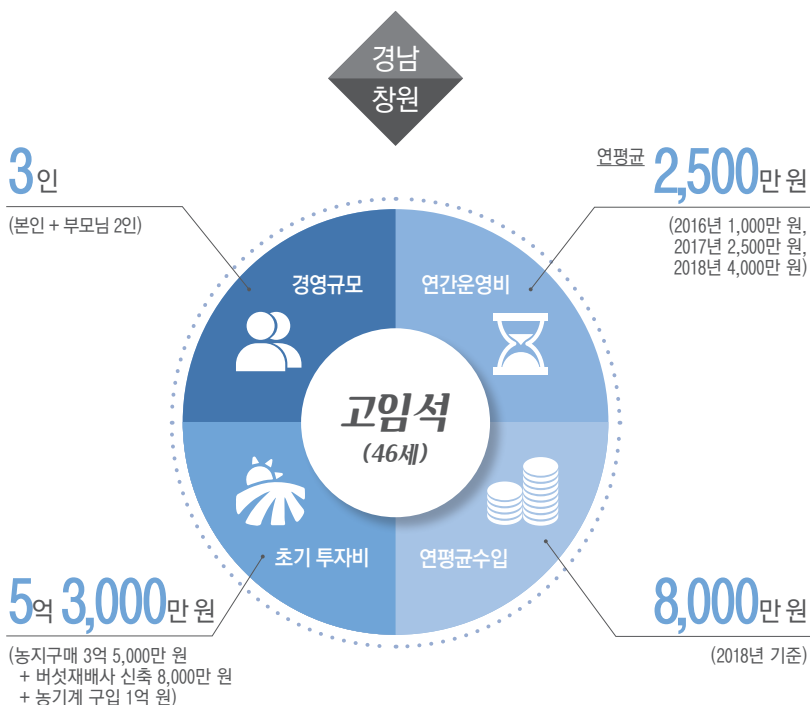 경남
창원
3인
(본인 + 부모님 2인)
연평균 2,500만 원
(2016년 1,000만 원,
2017년 2,500만 원,
2018년 4,000만 원)
경영규모
연간운영비
고임석
(46세)
초기 투자비
연평균수입
5억 3,000만 원
(농지구매 3억 5,000만 원
+ 버섯재배사 신축 8,000만 원
+ 농기계 구입 1억 원)
8,000만 원
(2018년 기준)